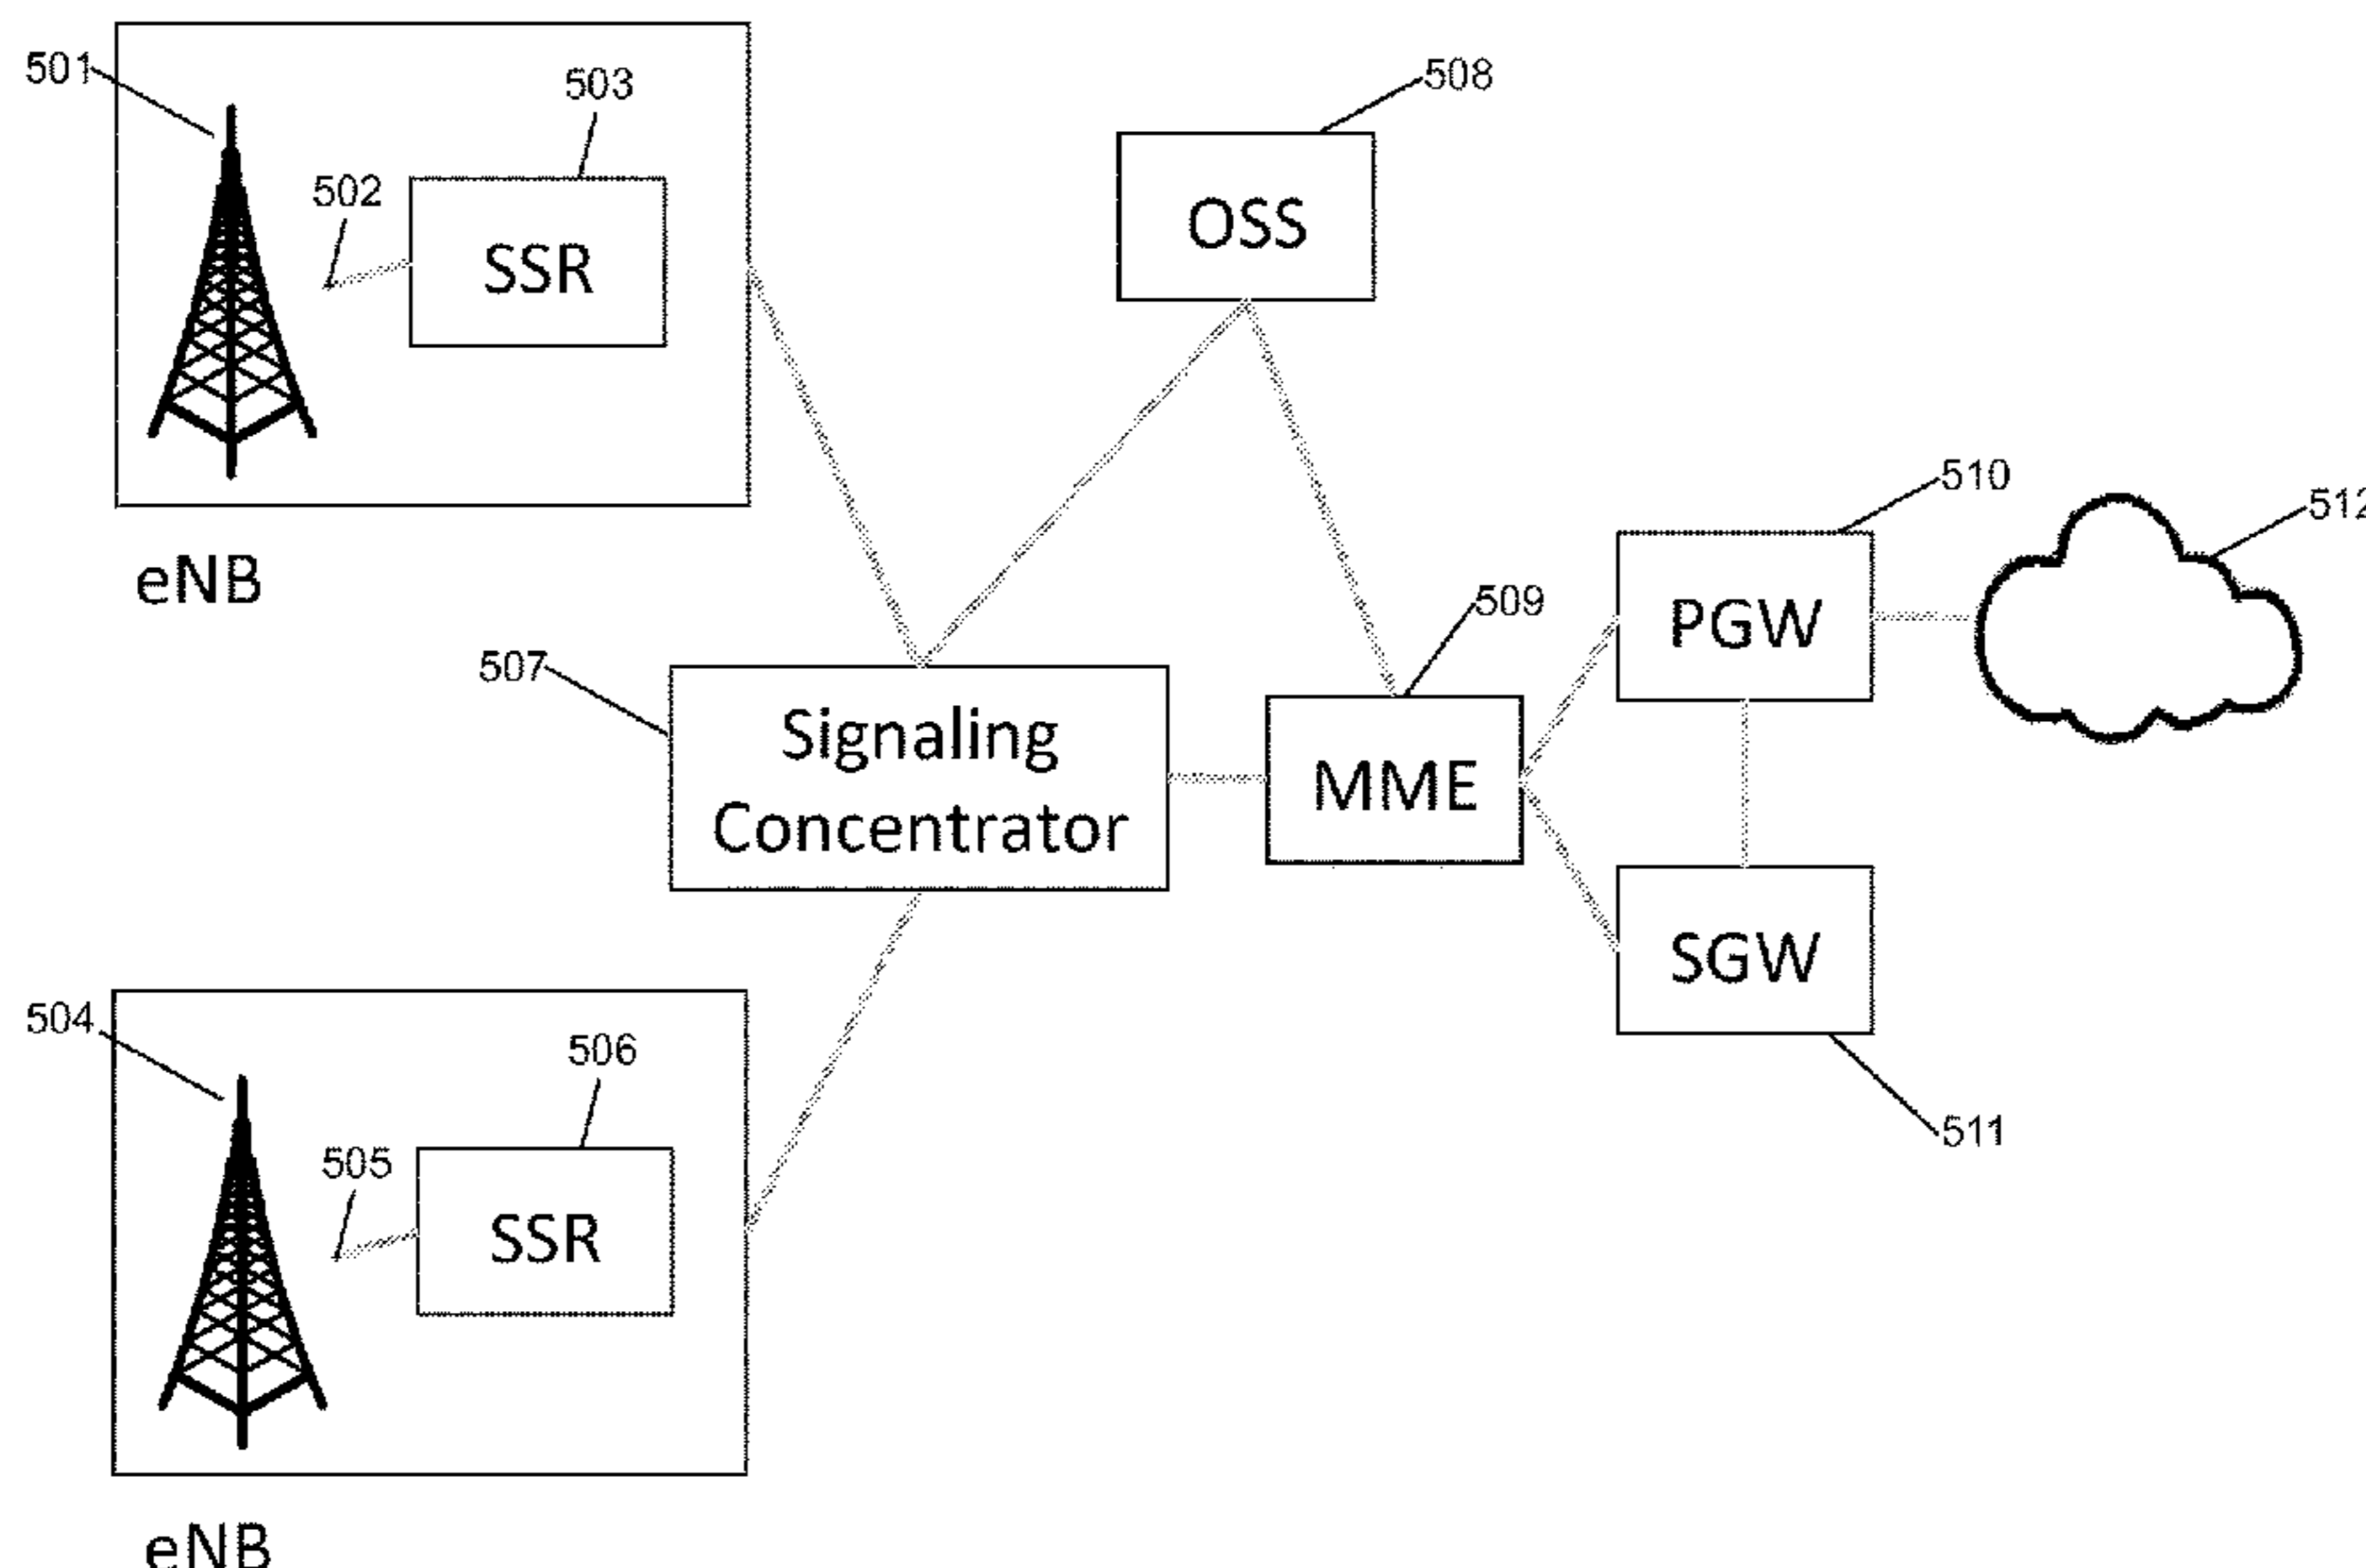 501
503
508
502
SSR
OSS
510
512
eNB
509
PGW
507
Signaling
Concentrator
MME
SGW
504
506
511
505
SSR
eNB